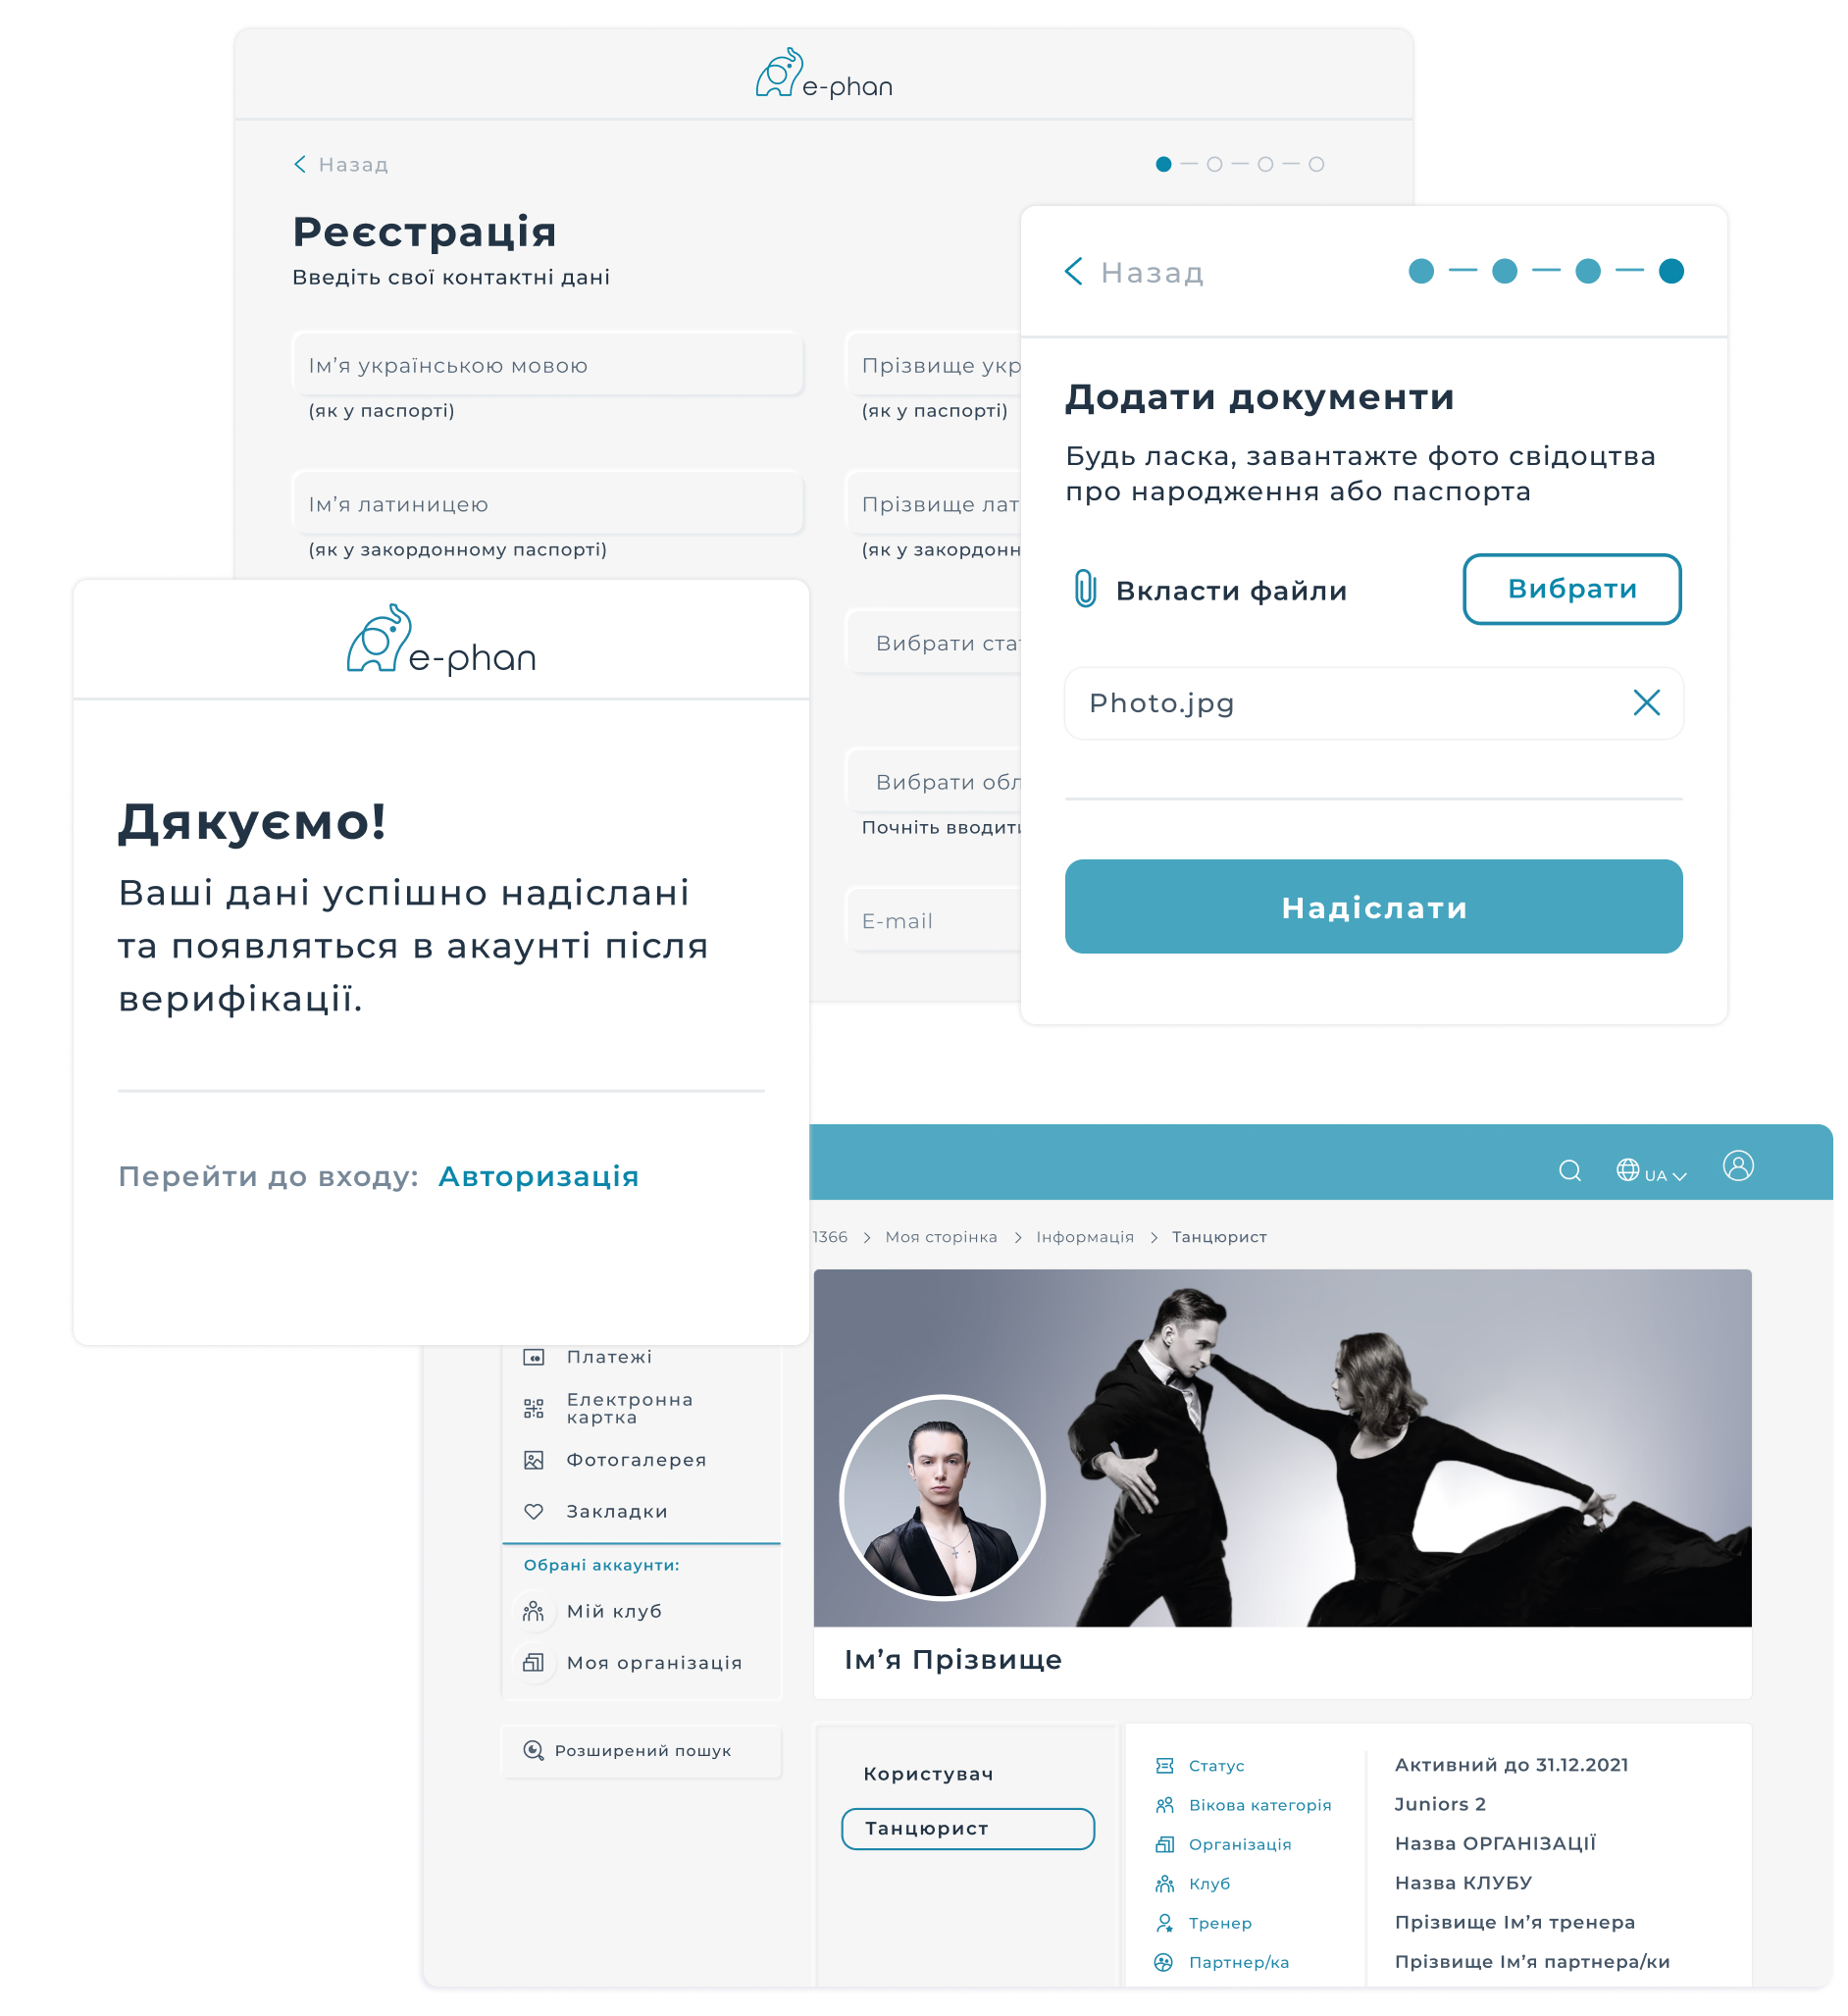 e-phan
Назад
Реєстрація
Введіть свої контактні дані
Ім’я українською мовою
(як у паспорті)
Прізвище укр
(як у паспорті)
Ім’я латиницею
(як у закордонному паспорті)
Прізвище лат
(як у закордонн
Вибрати ста
Вибрати обл
Почніть вводити
E-mail
Назад
Додати документи
Будь ласка, завантажте фото свідоцтва
про народження або паспорта
Вкласти файли
Вибрати
Photo.jpg
Надіслати
e-phan
Дякуємо!
Ваші дані успішно надіслані
та появляться в акаунті після
верифікації.
Перейти до входу: Авторизація
UA
1366 > Моя сторінка > Інформація > Танцюрист
Платежі
Електронна
картка
Фотогалерея
Закладки
Обрані аккаунти:
Мій клуб
Моя організація
Розширений пошук
Ім’я Прізвище
Користувач
Танцюрист
Статус Активний до 31.12.2021
Вікова категорія Juniors 2
Організація Назва ОРГАНІЗАЦІЇ
Клуб Назва КЛУБУ
Тренер Прізвище Ім’я тренера
Партнер/ка Прізвище Ім’я партнера/ки